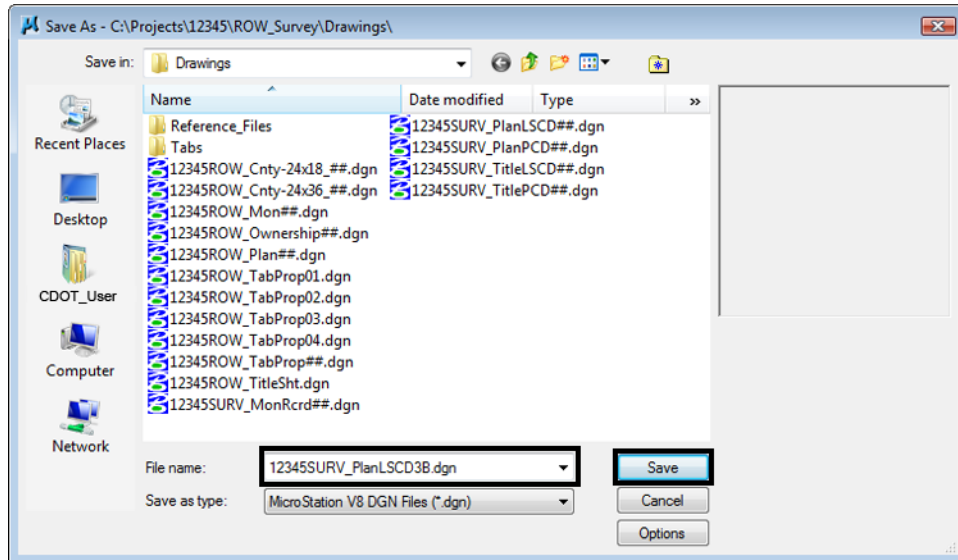 Save As - C:\Projects\12345\ROW_Survey\Drawings\
Save in: Drawings
Recent Places
Desktop
CDOT_User
Computer
Network
Name Date modified Type »
Reference_Files
Tabs
12345ROW_Cnty-24x18_##.dgn
12345ROW_Cnty-24x36_##.dgn
12345ROW_Mon##.dgn
12345ROW_Ownership##.dgn
12345ROW_Plan##.dgn
12345ROW_TabProp01.dgn
12345ROW_TabProp02.dgn
12345ROW_TabProp03.dgn
12345ROW_TabProp04.dgn
12345ROW_TabProp##.dgn
12345ROW_TitleSht.dgn
12345SURV_MonRcrd##.dgn
12345SURV_PlanLSCD##.dgn
12345SURV_PlanPCD##.dgn
12345SURV_TitleLSCD##.dgn
12345SURV_TitlePCD##.dgn
File name: 12345SURV_PlanLSCD3B.dgn Save
Save as type: MicroStation V8 DGN Files (*.dgn) Cancel
Options